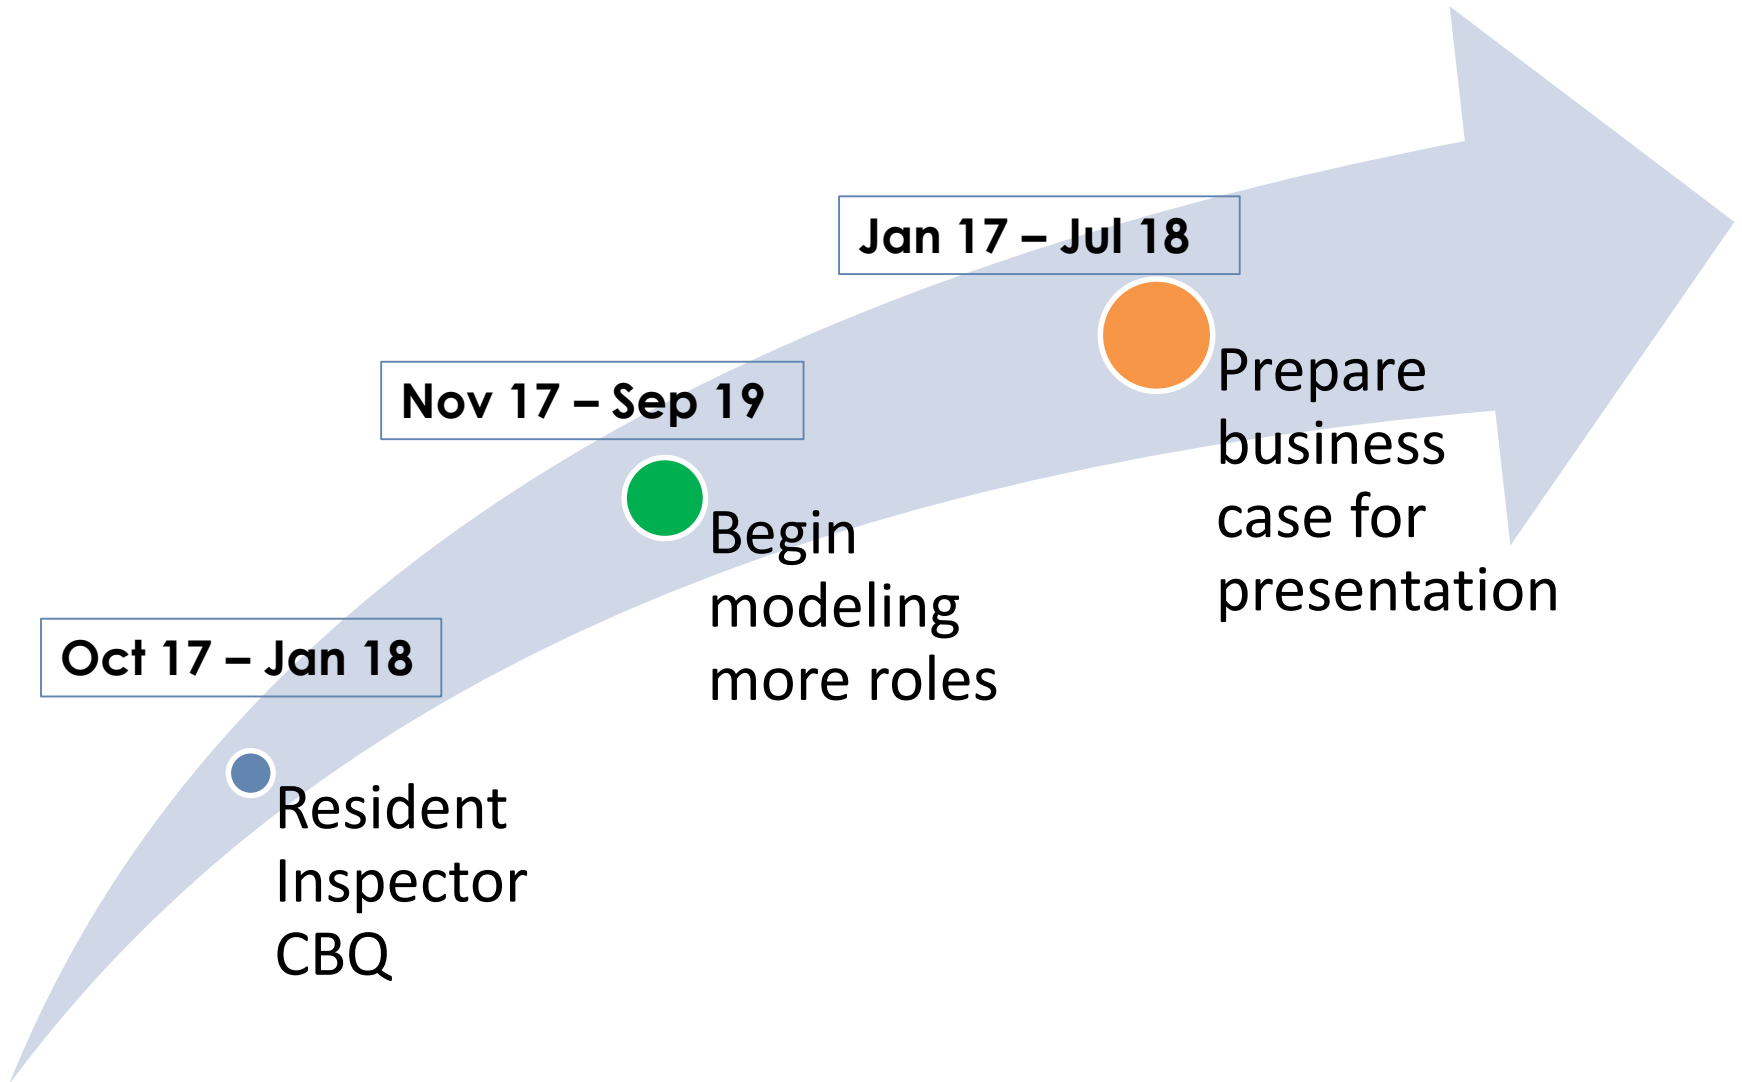 Oct 17 – Jan 18
Resident
Inspector
CBQ
Nov 17 – Sep 19
Begin
modeling
more roles
Jan 17 – Jul 18
Prepare
business
case for
presentation